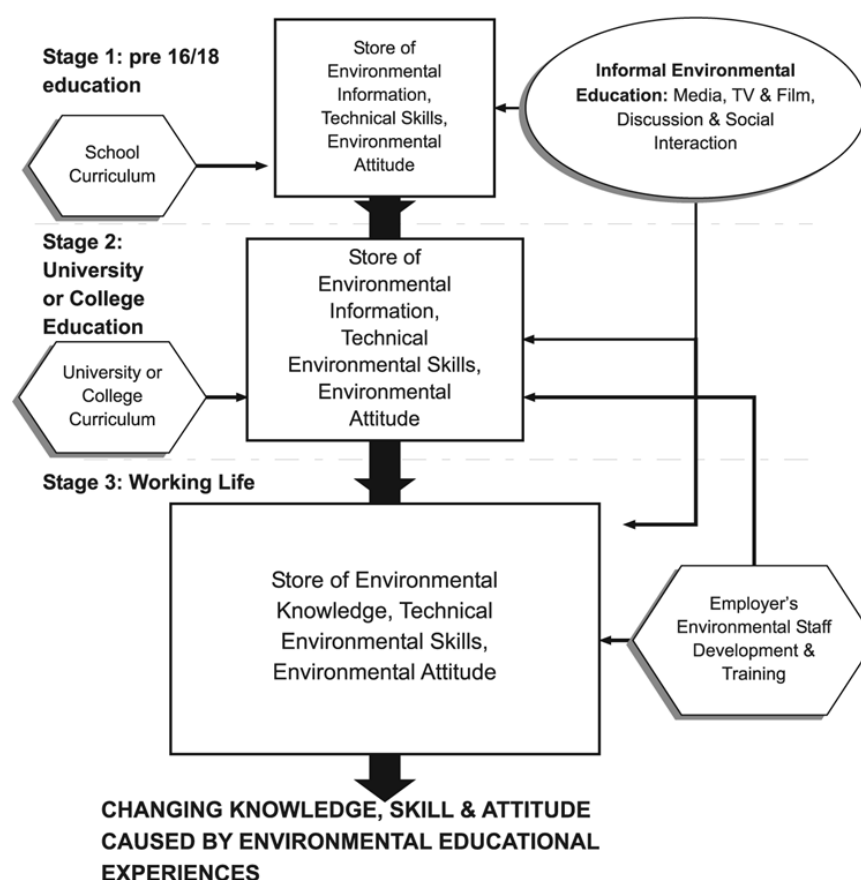 Stage 1: pre 16/18
education
Store of
Environmental
Information,
Technical Skills,
Environmental
Attitude
Informal Environmental
Education: Media, TV & Film,
Discussion & Social
Interaction
School
Curriculum
Stage 2:
University
or College
Education
Store of
Environmental
Information,
Technical
Environmental Skills,
Environmental
Attitude
University or
College
Curriculum
Stage 3: Working Life
Store of Environmental
Knowledge, Technical
Environmental Skills,
Environmental Attitude
Employer's
Environmental Staff
Development &
Training
CHANGING KNOWLEDGE, SKILL & ATTITUDE
CAUSED BY ENVIRONMENTAL EDUCATIONAL
EXPERIENCES